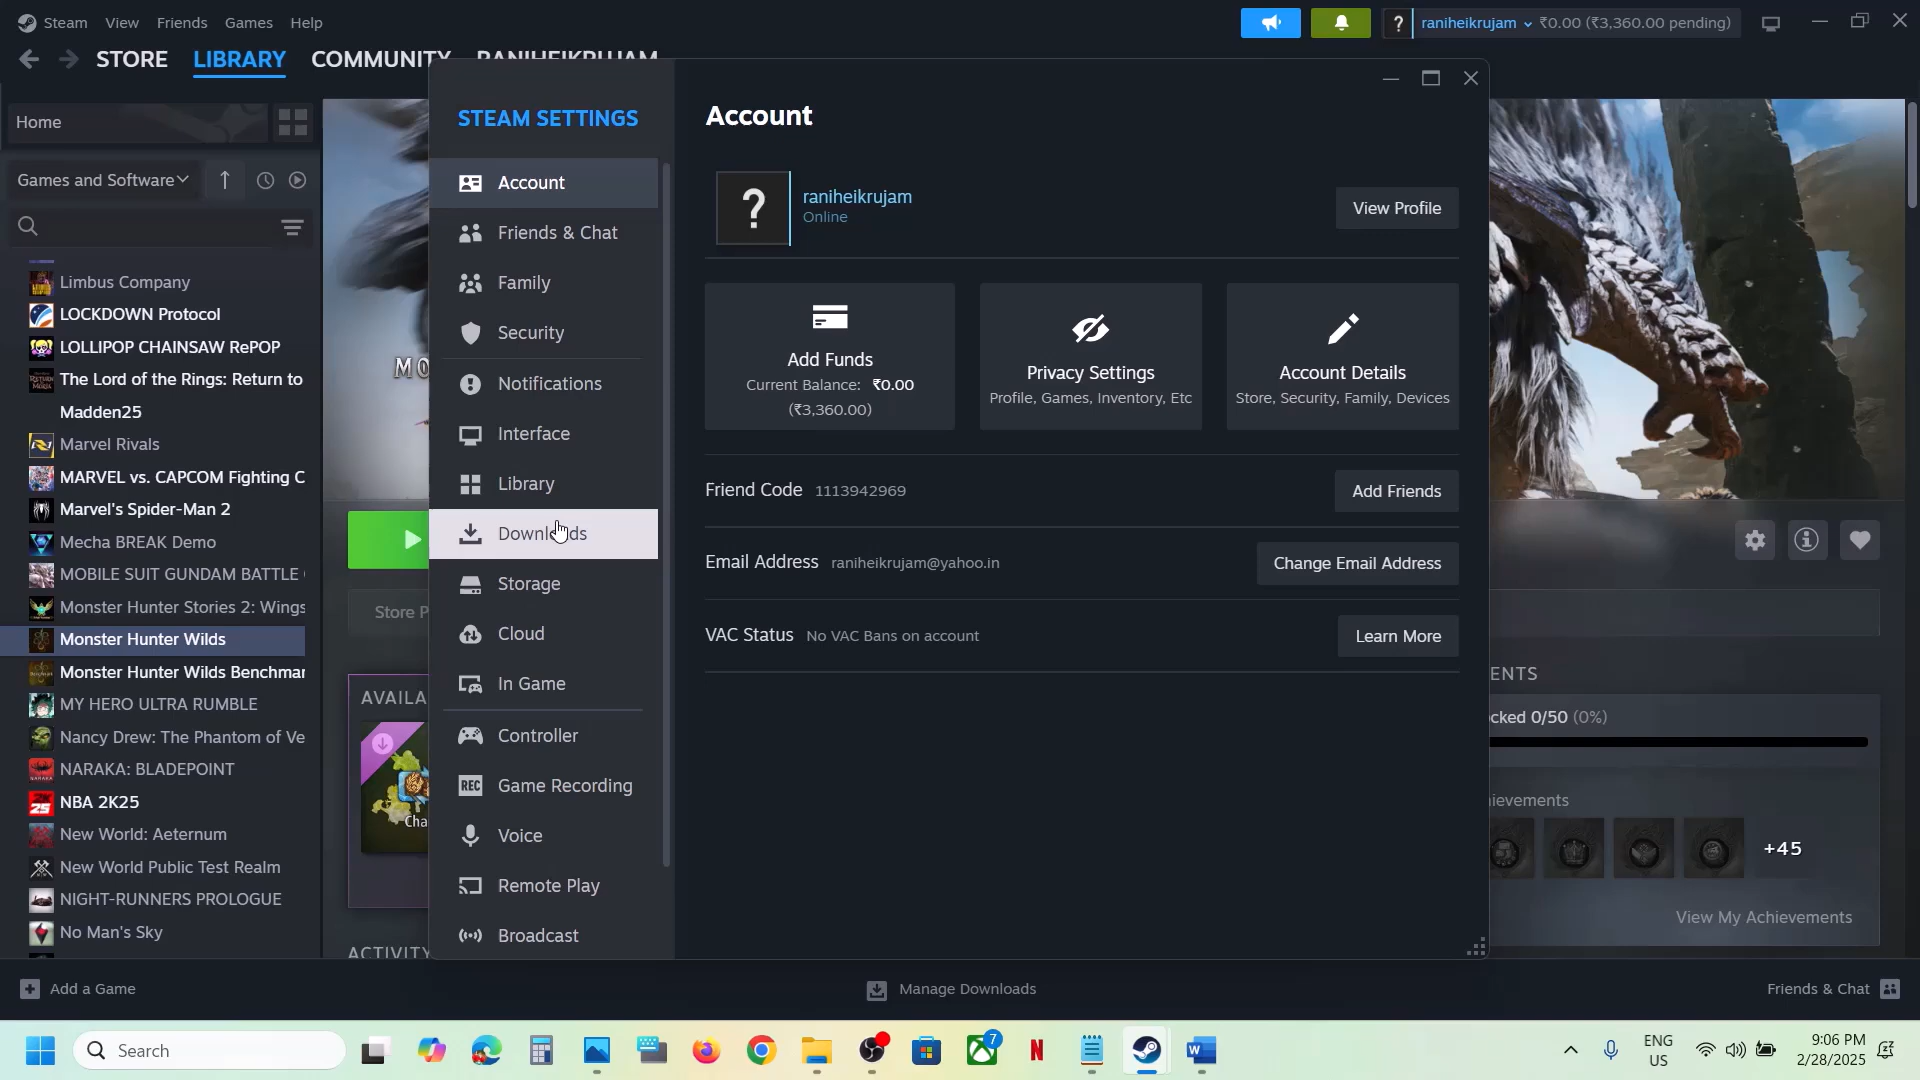 Steam View Friends Games Help
raniheikrujam ₹0.00 (₹3,360.00 pending)
STORE LIBRARY COMMUNITY RANIHEIKRUJAM
Home
Games and Software
Limbus Company
LOCKDOWN Protocol
LOLLIPOP CHAINSAW RePOP
The Lord of the Rings: Return to
Madden25
Marvel Rivals
MARVEL vs. CAPCOM Fighting C
Marvel's Spider-Man 2
Mecha BREAK Demo
MOBILE SUIT GUNDAM BATTLE
Monster Hunter Stories 2: Wings
Monster Hunter Wilds
Monster Hunter Wilds Benchmar
MY HERO ULTRA RUMBLE
Nancy Drew: The Phantom of Ve
NARAKA: BLADEPOINT
NBA 2K25
New World: Aeternum
New World Public Test Realm
NIGHT-RUNNERS PROLOGUE
No Man's Sky
MO
Store P
AVAILA
Cha
ACTIVITY
STEAM SETTINGS
Account
Friends & Chat
Family
Security
Notifications
Interface
Library
Downloads
Storage
Cloud
In Game
Controller
REC Game Recording
Voice
Remote Play
Broadcast
Account
?
raniheikrujam
Online
View Profile
Add Funds
Current Balance: ₹0.00
(₹3,360.00)
Privacy Settings
Profile, Games, Inventory, Etc
Account Details
Store, Security, Family, Devices
Friend Code 1113942969
Add Friends
Email Address raniheikrujam@yahoo.in
Change Email Address
VAC Status No VAC Bans on account
Learn More
ENTS
cked 0/50 (0%)
hievements
+45
View My Achievements
Add a Game
Manage Downloads
Friends & Chat
Search
7
ENG
US
9:06 PM
2/28/2025